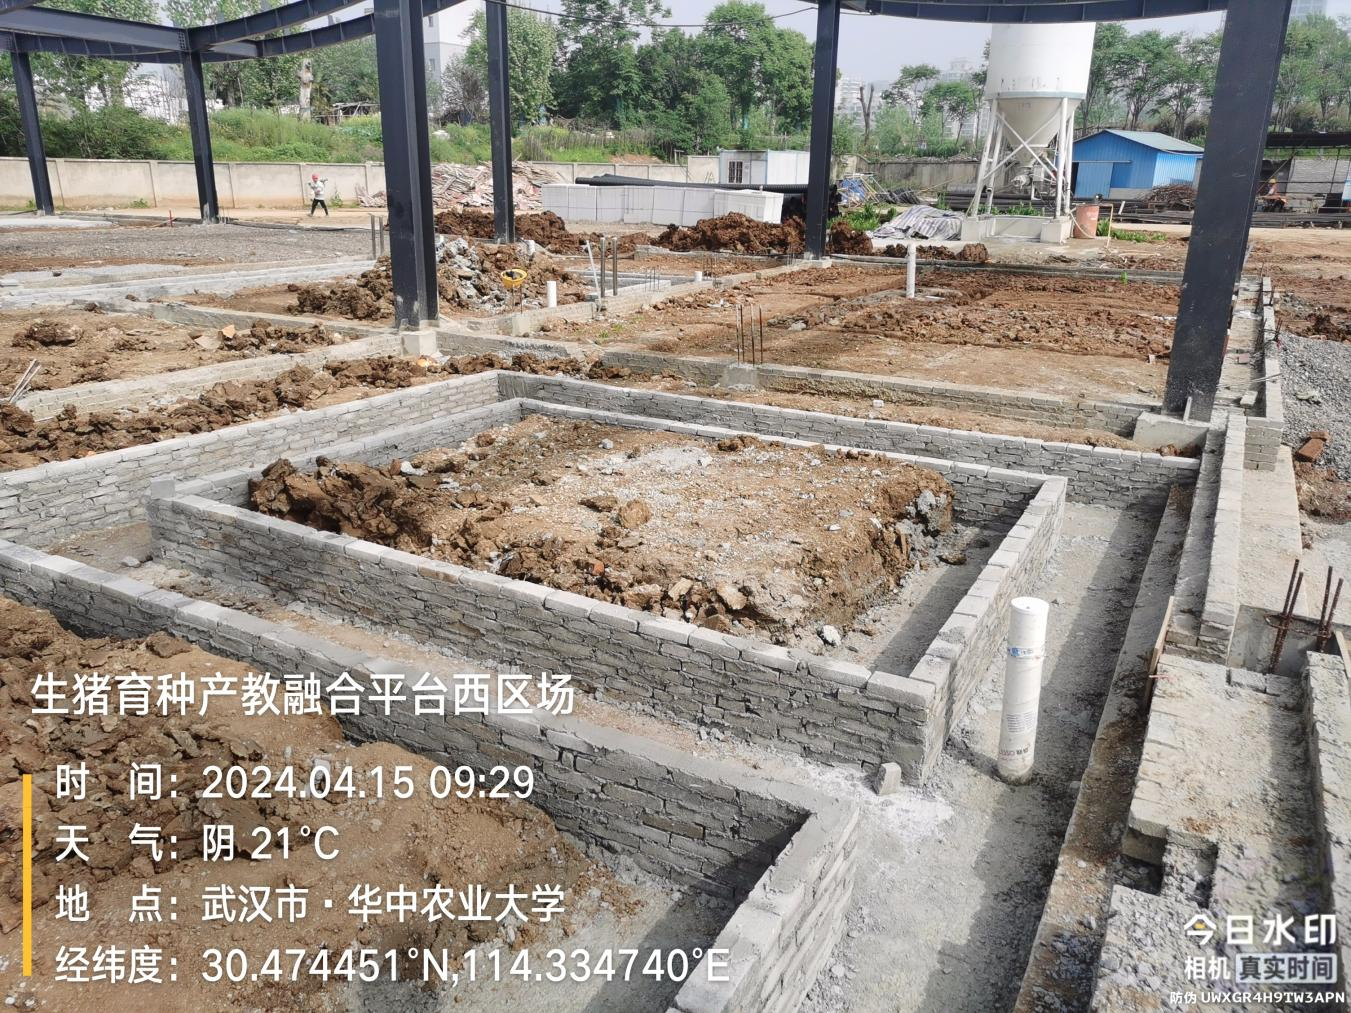 生猪育种产教融合平台西区场
时 间：2024.04.15 09:29
天 气：阴 21°C
地 点：武汉市·华中农业大学
经纬度：30.474451°N,114.334740°E
今日水印
相机 真实时间
防伪 UWXGR4H9TW3APN